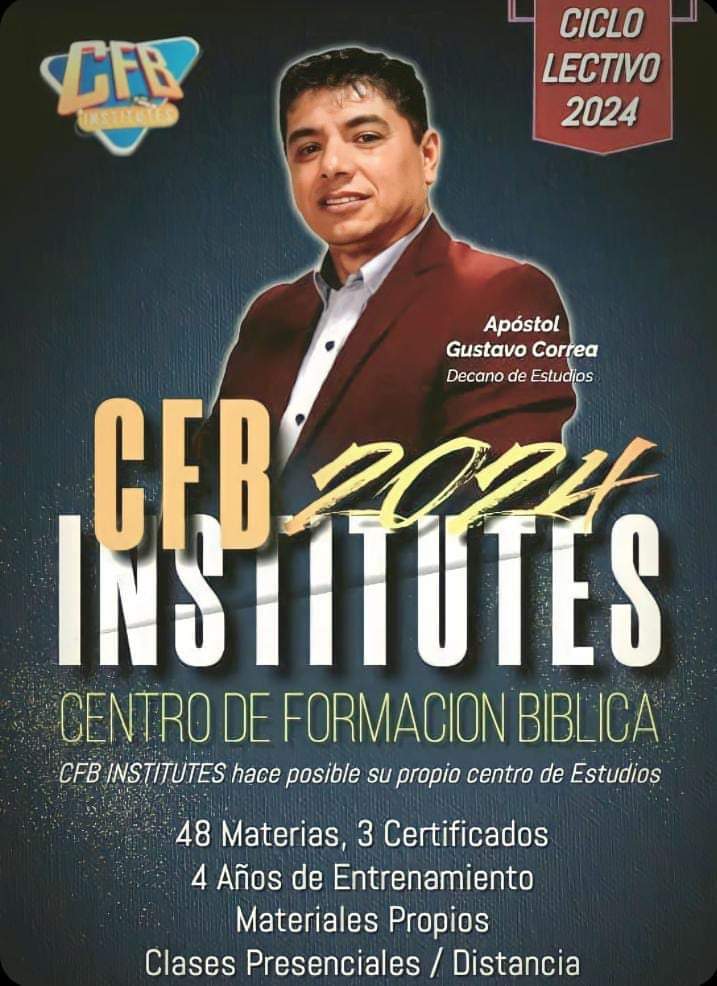 CFB
INSTITUTES
CICLO
LECTIVO
2024
Apóstol
Gustavo Correa
Decano de Estudios
CFB 2024
INSTITUTES
CENTRO DE FORMACION BIBLICA
CFB INSTITUTES hace posible su propio centro de Estudios
48 Materias, 3 Certificados
4 Años de Entrenamiento
Materiales Propios
Clases Presenciales / Distancia